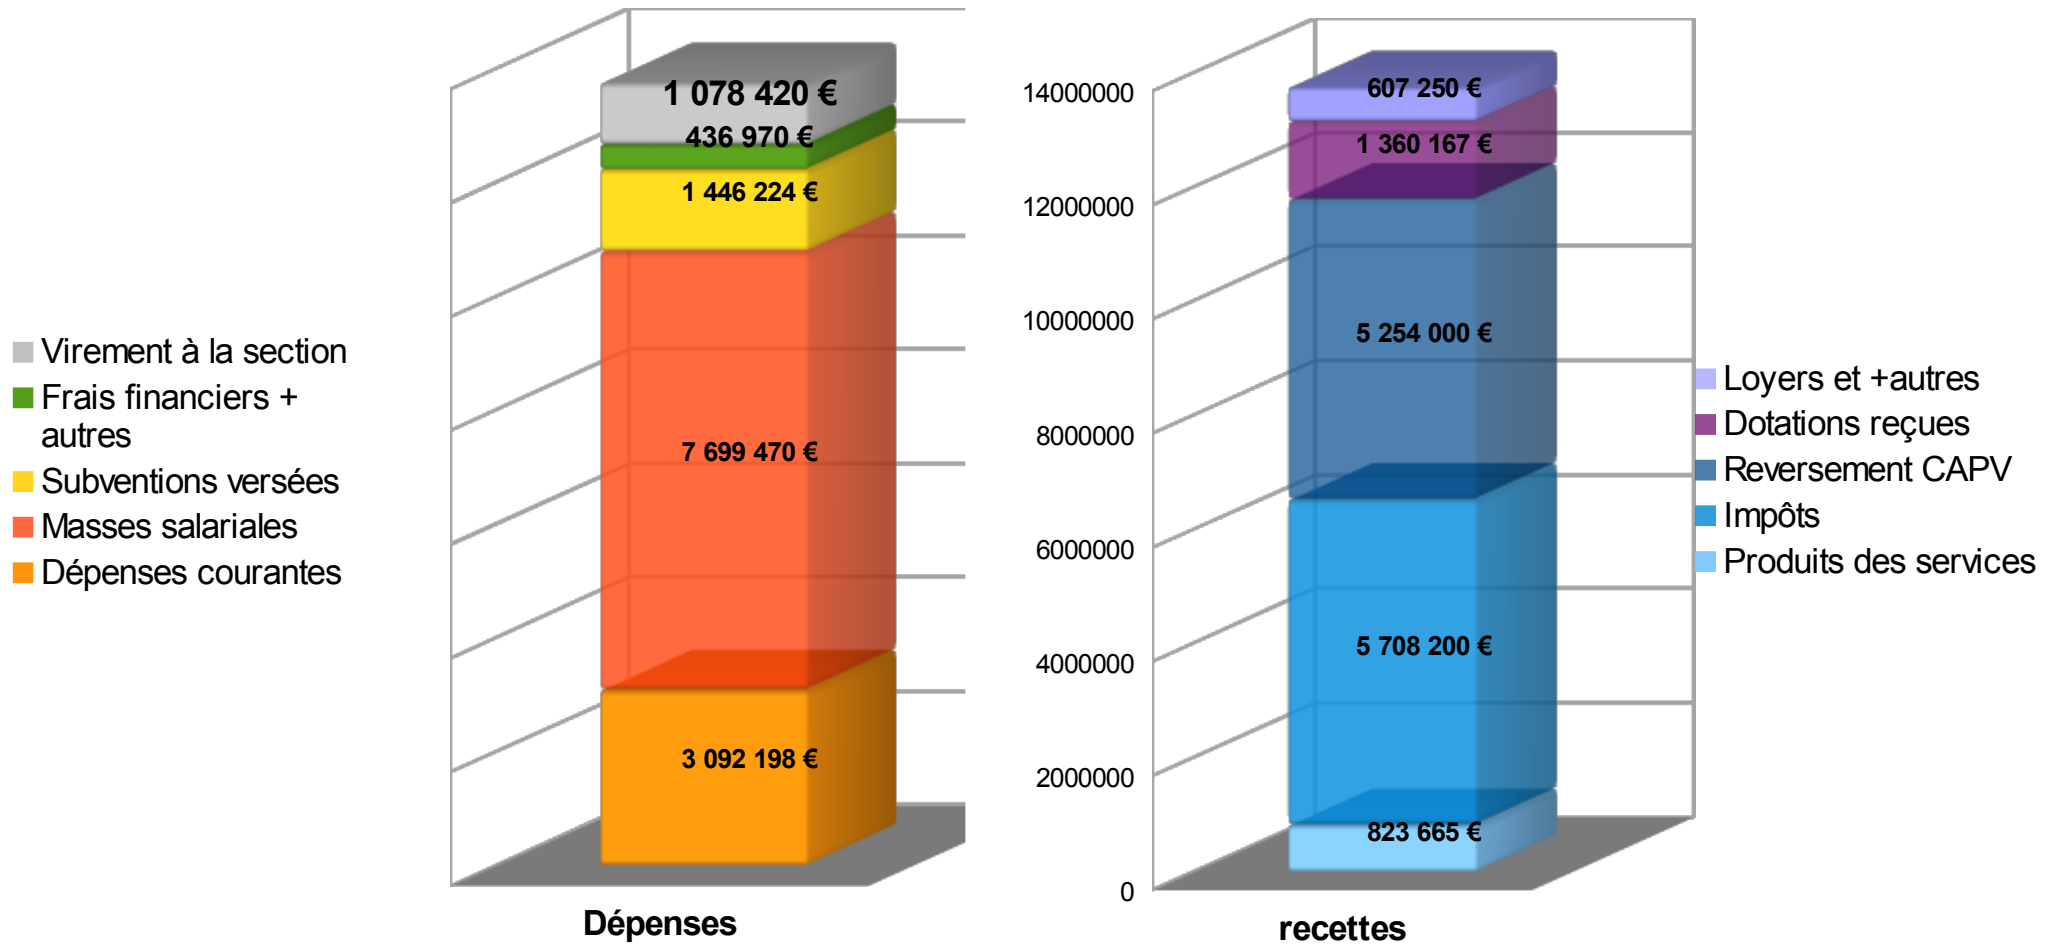 Virement à la section
Frais financiers +
autres
Subventions versées
Masses salariales
Dépenses courantes
1 078 420 €
436 970 €
1 446 224 €
7 699 470 €
3 092 198 €
Dépenses
14000000
12000000
10000000
8000000
6000000
4000000
2000000
0
607 250 €
1 360 167 €
5 254 000 €
5 708 200 €
823 665 €
recettes
Loyers et +autres
Dotations reçues
Reversement CAPV
Impôts
Produits des services